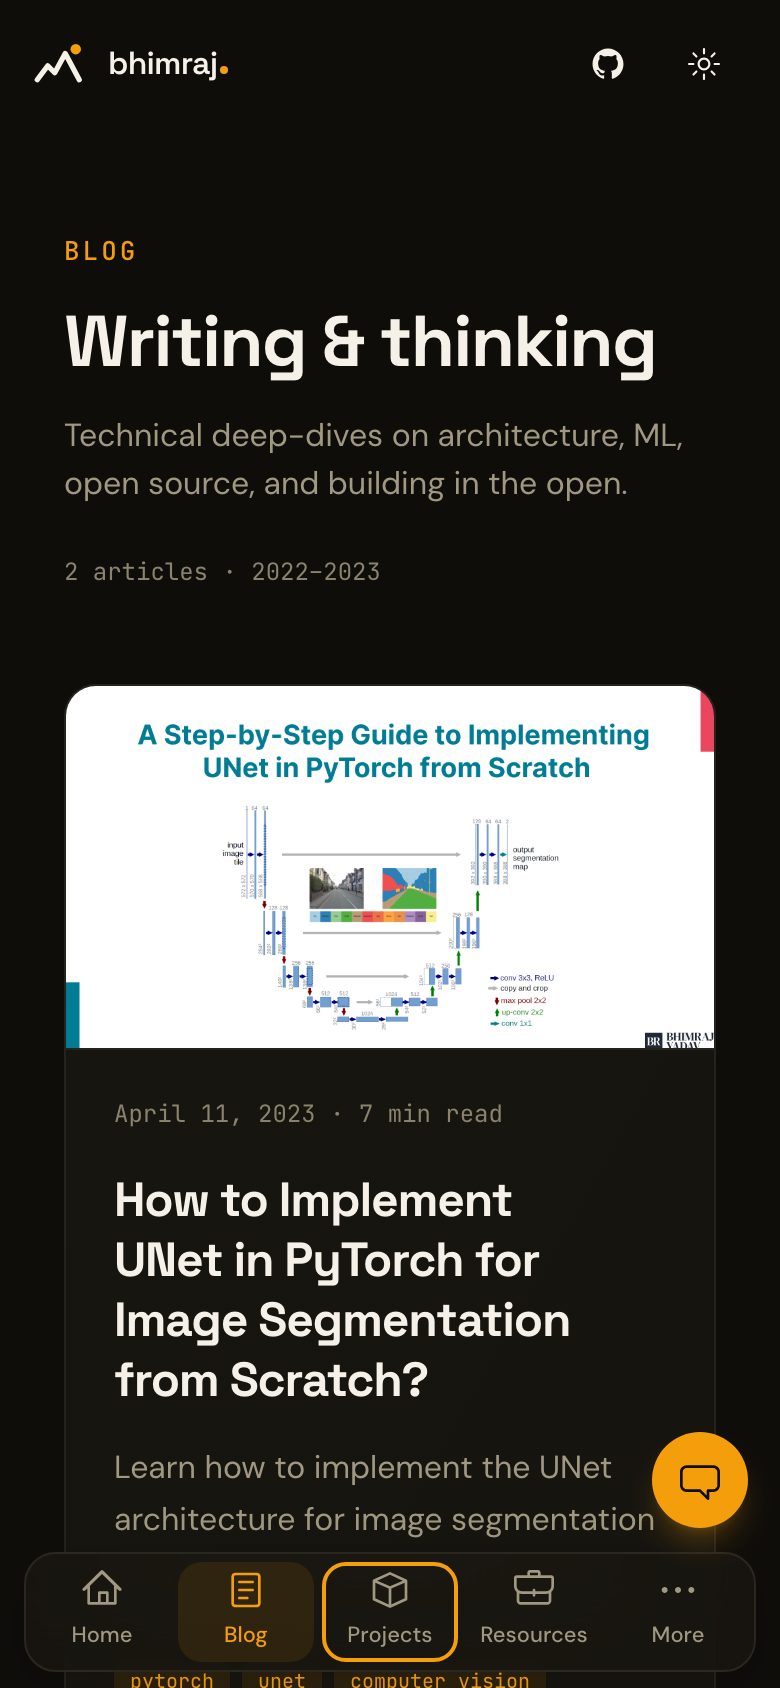 bhimraj.
BLOG
Writing & thinking
Technical deep-dives on architecture, ML,
open source, and building in the open.
2 articles · 2022–2023
A Step-by-Step Guide to Implementing
UNet in PyTorch from Scratch
input
image
tile
output
segmentation
map
conv 3x3, ReLU
copy and crop
max pool 2x2
up-conv 2x2
conv 1x1
BR BHIMRAJ
YADAV
April 11, 2023 · 7 min read
How to Implement
UNet in PyTorch for
Image Segmentation
from Scratch?
Learn how to implement the UNet
architecture for image segmentation
Home Blog Projects Resources More
pytorch unet computer vision